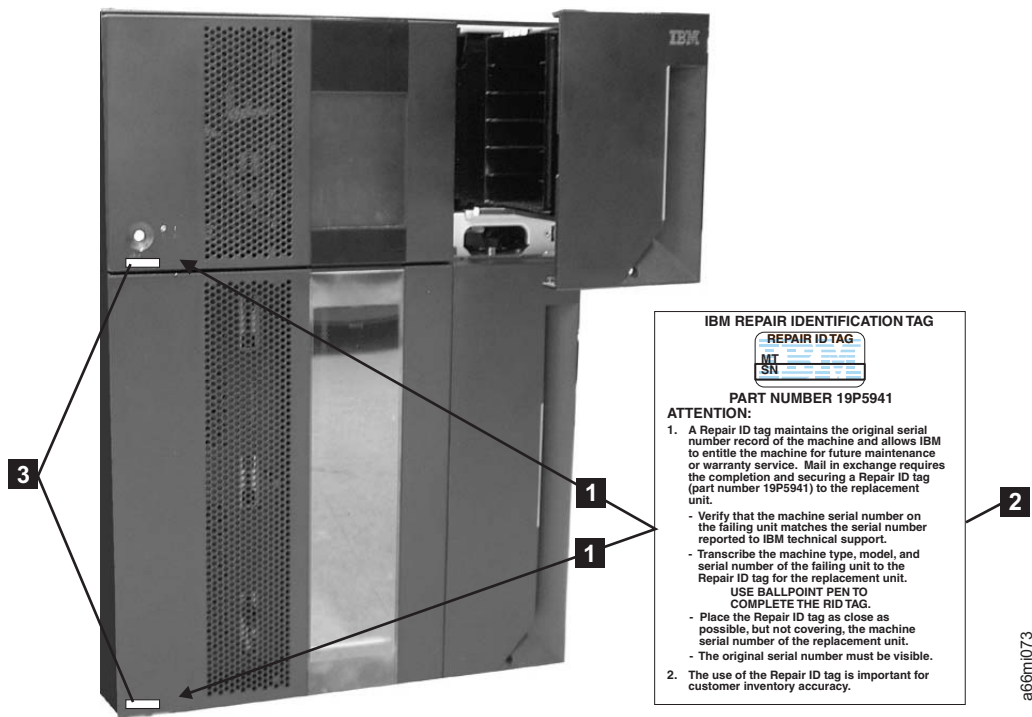 IBM
IBM REPAIR IDENTIFICATION TAG
REPAIR ID TAG
MT
SN
PART NUMBER 19P5941
ATTENTION:
1. A Repair ID tag maintains the original serial
number record of the machine and allows IBM
to entitle the machine for future maintenance
or warranty service. Mail in exchange requires
the completion and securing a Repair ID tag
(part number 19P5941) to the replacement
unit.
- Verify that the machine serial number on
the failing unit matches the serial number
reported to IBM technical support.
- Transcribe the machine type, model, and
serial number of the failing unit to the
Repair ID tag for the replacement unit.
USE BALLPOINT PEN TO
COMPLETE THE RID TAG.
- Place the Repair ID tag as close as
possible, but not covering, the machine
serial number of the replacement unit.
- The original serial number must be visible.
2. The use of the Repair ID tag is important for
customer inventory accuracy.
3
1
1
2
a66mi073